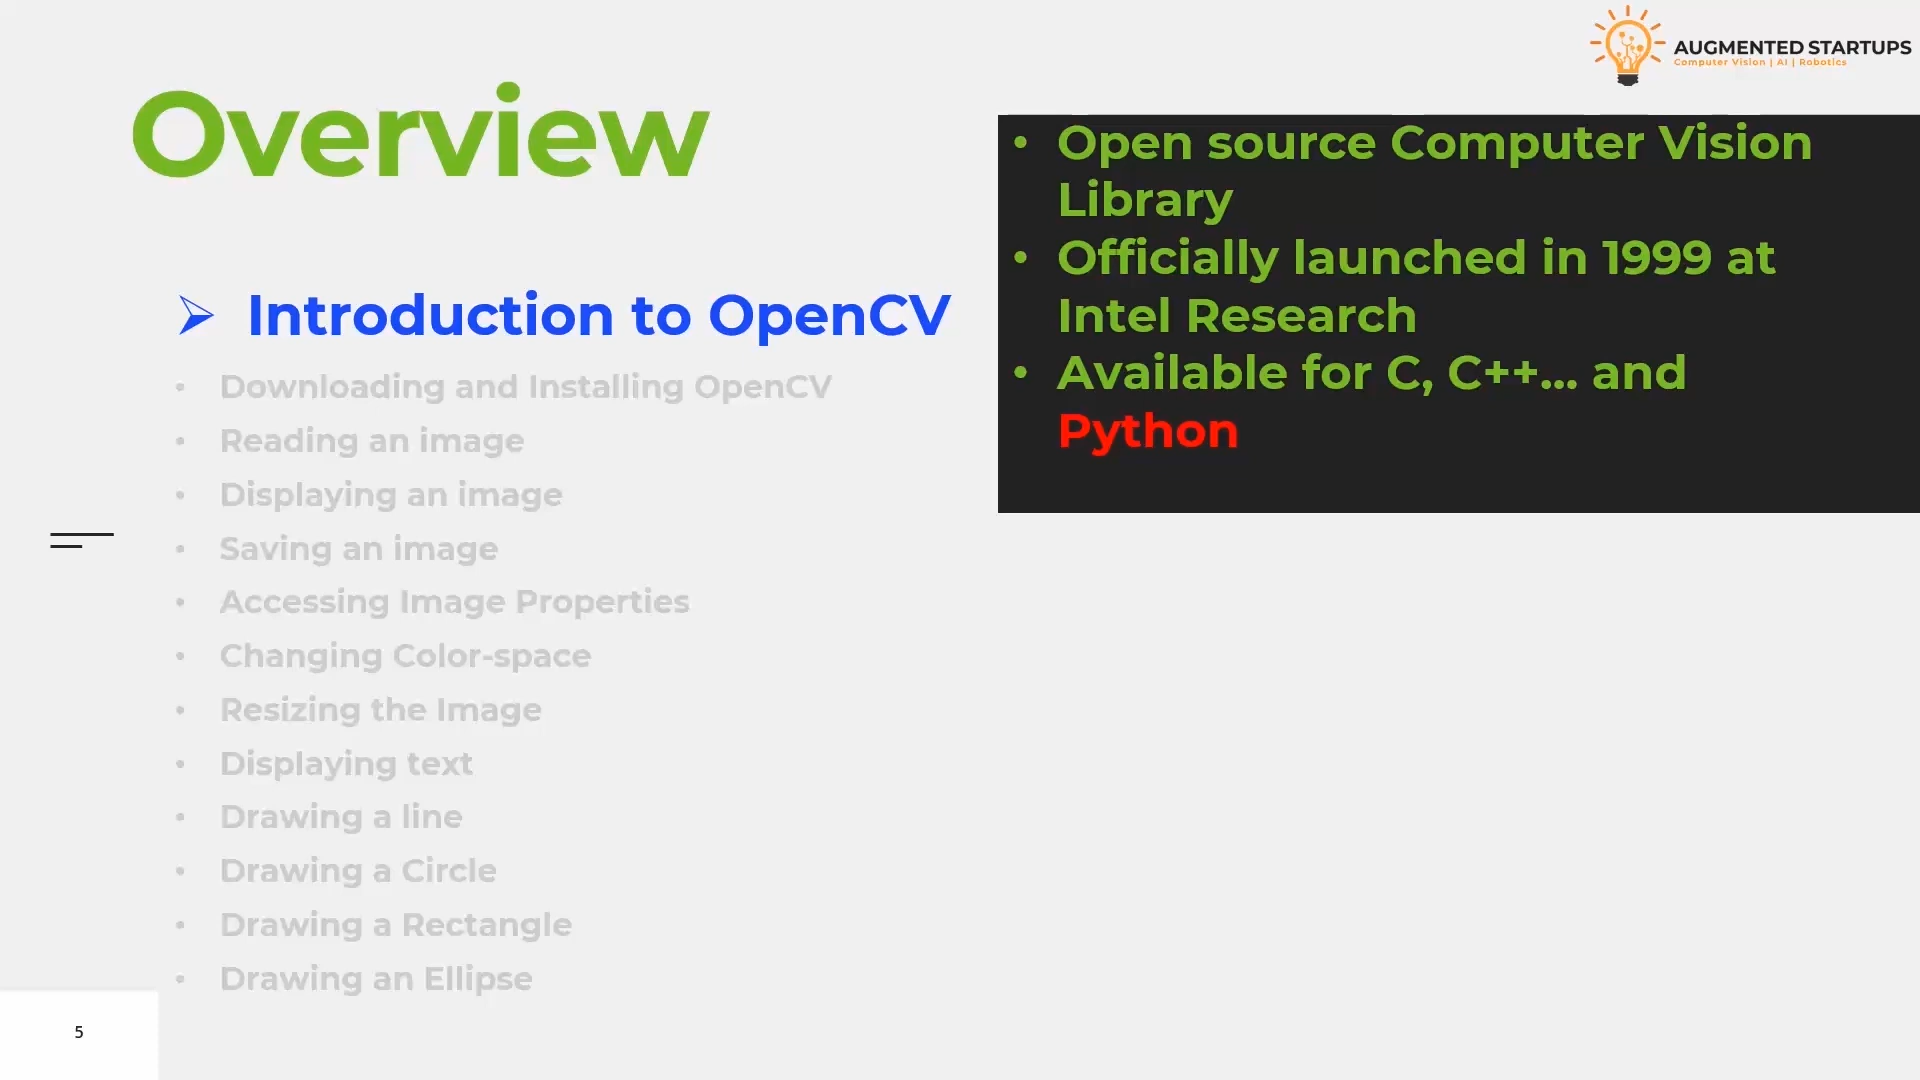 AUGMENTED STARTUPS
Computer Vision | AI | Robotics
Overview
➢ Introduction to OpenCV
• Downloading and Installing OpenCV
• Reading an image
• Displaying an image
• Saving an image
• Accessing Image Properties
• Changing Color-space
• Resizing the Image
• Displaying text
• Drawing a line
• Drawing a Circle
• Drawing a Rectangle
• Drawing an Ellipse
• Open source Computer Vision
Library
• Officially launched in 1999 at
Intel Research
• Available for C, C++... and
Python
5